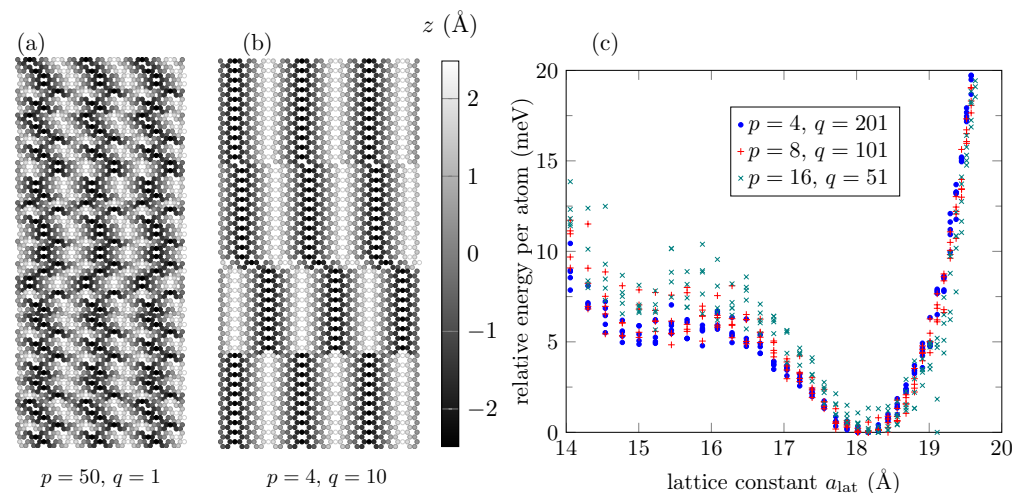 (a)
(b)
z (Å)
2
1
0
−1
−2
p = 50, q = 1
p = 4, q = 10
(c)
relative energy per atom (meV)
20
15
10
5
0
p = 4, q = 201
p = 8, q = 101
p = 16, q = 51
14 15 16 17 18 19 20
lattice constant a_lat (Å)